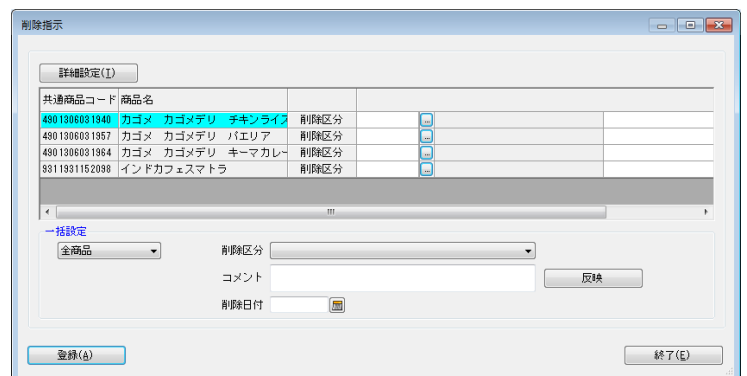 削除指示
詳細設定(I)
共通商品コード 商品名
4901306031940 カゴメ カゴメデリ チキンライス 削除区分 ...
4901306031957 カゴメ カゴメデリ パエリア 削除区分 ...
4901306031964 カゴメ カゴメデリ キーマカレー 削除区分 ...
9311931152098 インドカフェスマトラ 削除区分 ...
一括設定
全商品 削除区分
コメント 反映
削除日付
登録(A) 終了(E)